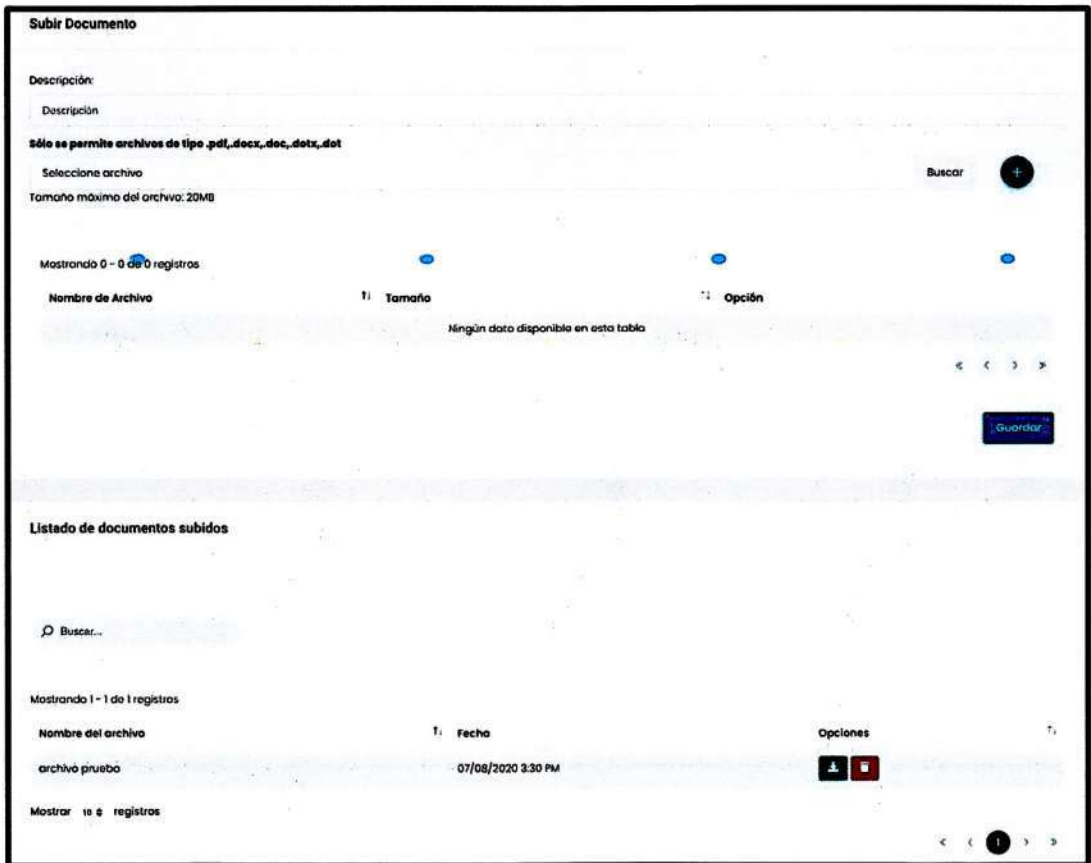 Subir Documento
Descripción:
Descripción
Sólo se permite archivos de tipo .pdf,.docx,.doc,.dotx,.dot
Seleccione archivo Buscar +
Tamaño máximo del archivo: 20MB
Mostrando 0 - 0 de 0 registros
Nombre de Archivo Tamaño Opción
Ningún dato disponible en esta tabla
« ‹ › »
Guardar
Listado de documentos subidos
Buscar...
Mostrando 1 - 1 de 1 registros
Nombre del archivo Fecha Opciones
archivo prueba 07/08/2020 3:30 PM
Mostrar 10 registros
« ‹ 1 › »